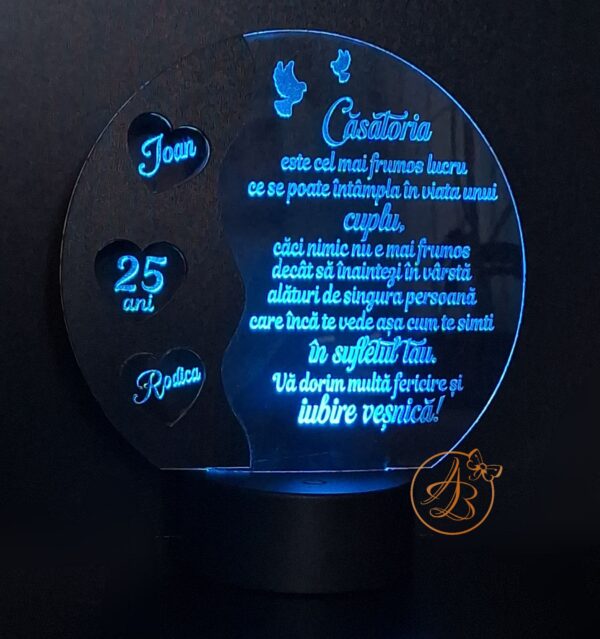 Ioan
25
ani
Rodica
Căsătoria
este cel mai frumos lucru
ce se poate întâmpla în viata unui
cuplu,
căci nimic nu e mai frumos
decât să înaintezi în vârstă
alături de singura persoană
care încă te vede așa cum te simti
în sufletul tău.
Vă dorim multă fericire și
iubire veșnică!
AB